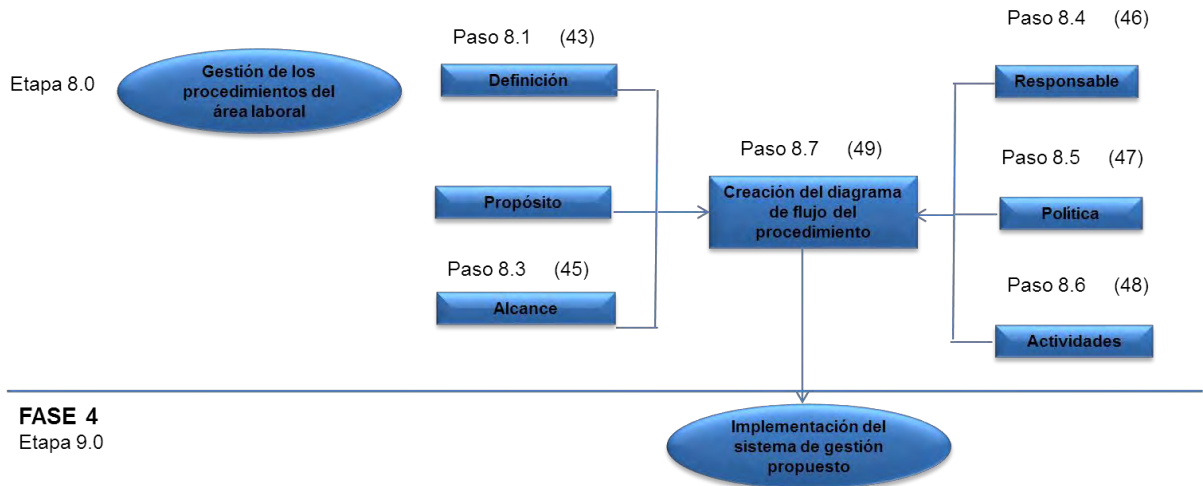 Etapa 8.0
Gestión de los
procedimientos del
área laboral
Paso 8.1 (43)
Definición
Propósito
Paso 8.3 (45)
Alcance
Paso 8.7 (49)
Creación del diagrama
de flujo del
procedimiento
Paso 8.4 (46)
Responsable
Paso 8.5 (47)
Política
Paso 8.6 (48)
Actividades
FASE 4
Etapa 9.0
Implementación del
sistema de gestión
propuesto